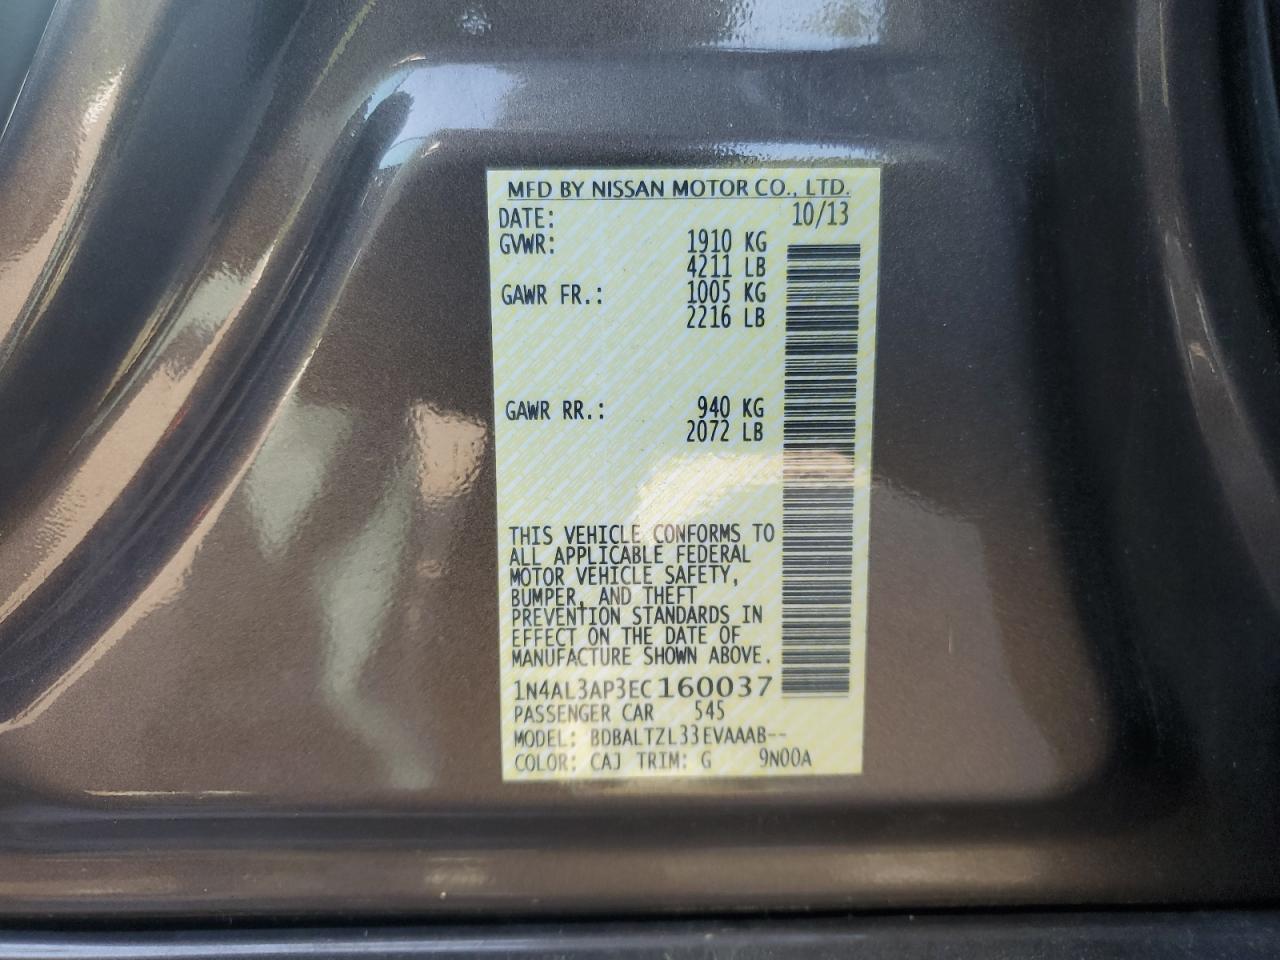 MFD BY NISSAN MOTOR CO., LTD.
DATE: 10/13
GVWR: 1910 KG
4211 LB
GAWR FR.: 1005 KG
2216 LB
GAWR RR.: 940 KG
2072 LB
THIS VEHICLE CONFORMS TO
ALL APPLICABLE FEDERAL
MOTOR VEHICLE SAFETY,
BUMPER, AND THEFT
PREVENTION STANDARDS IN
EFFECT ON THE DATE OF
MANUFACTURE SHOWN ABOVE.
1N4AL3AP3EC160037
PASSENGER CAR 545
MODEL: BDBALTZL33EVAAAB--
COLOR: CAJ TRIM: G 9N00A